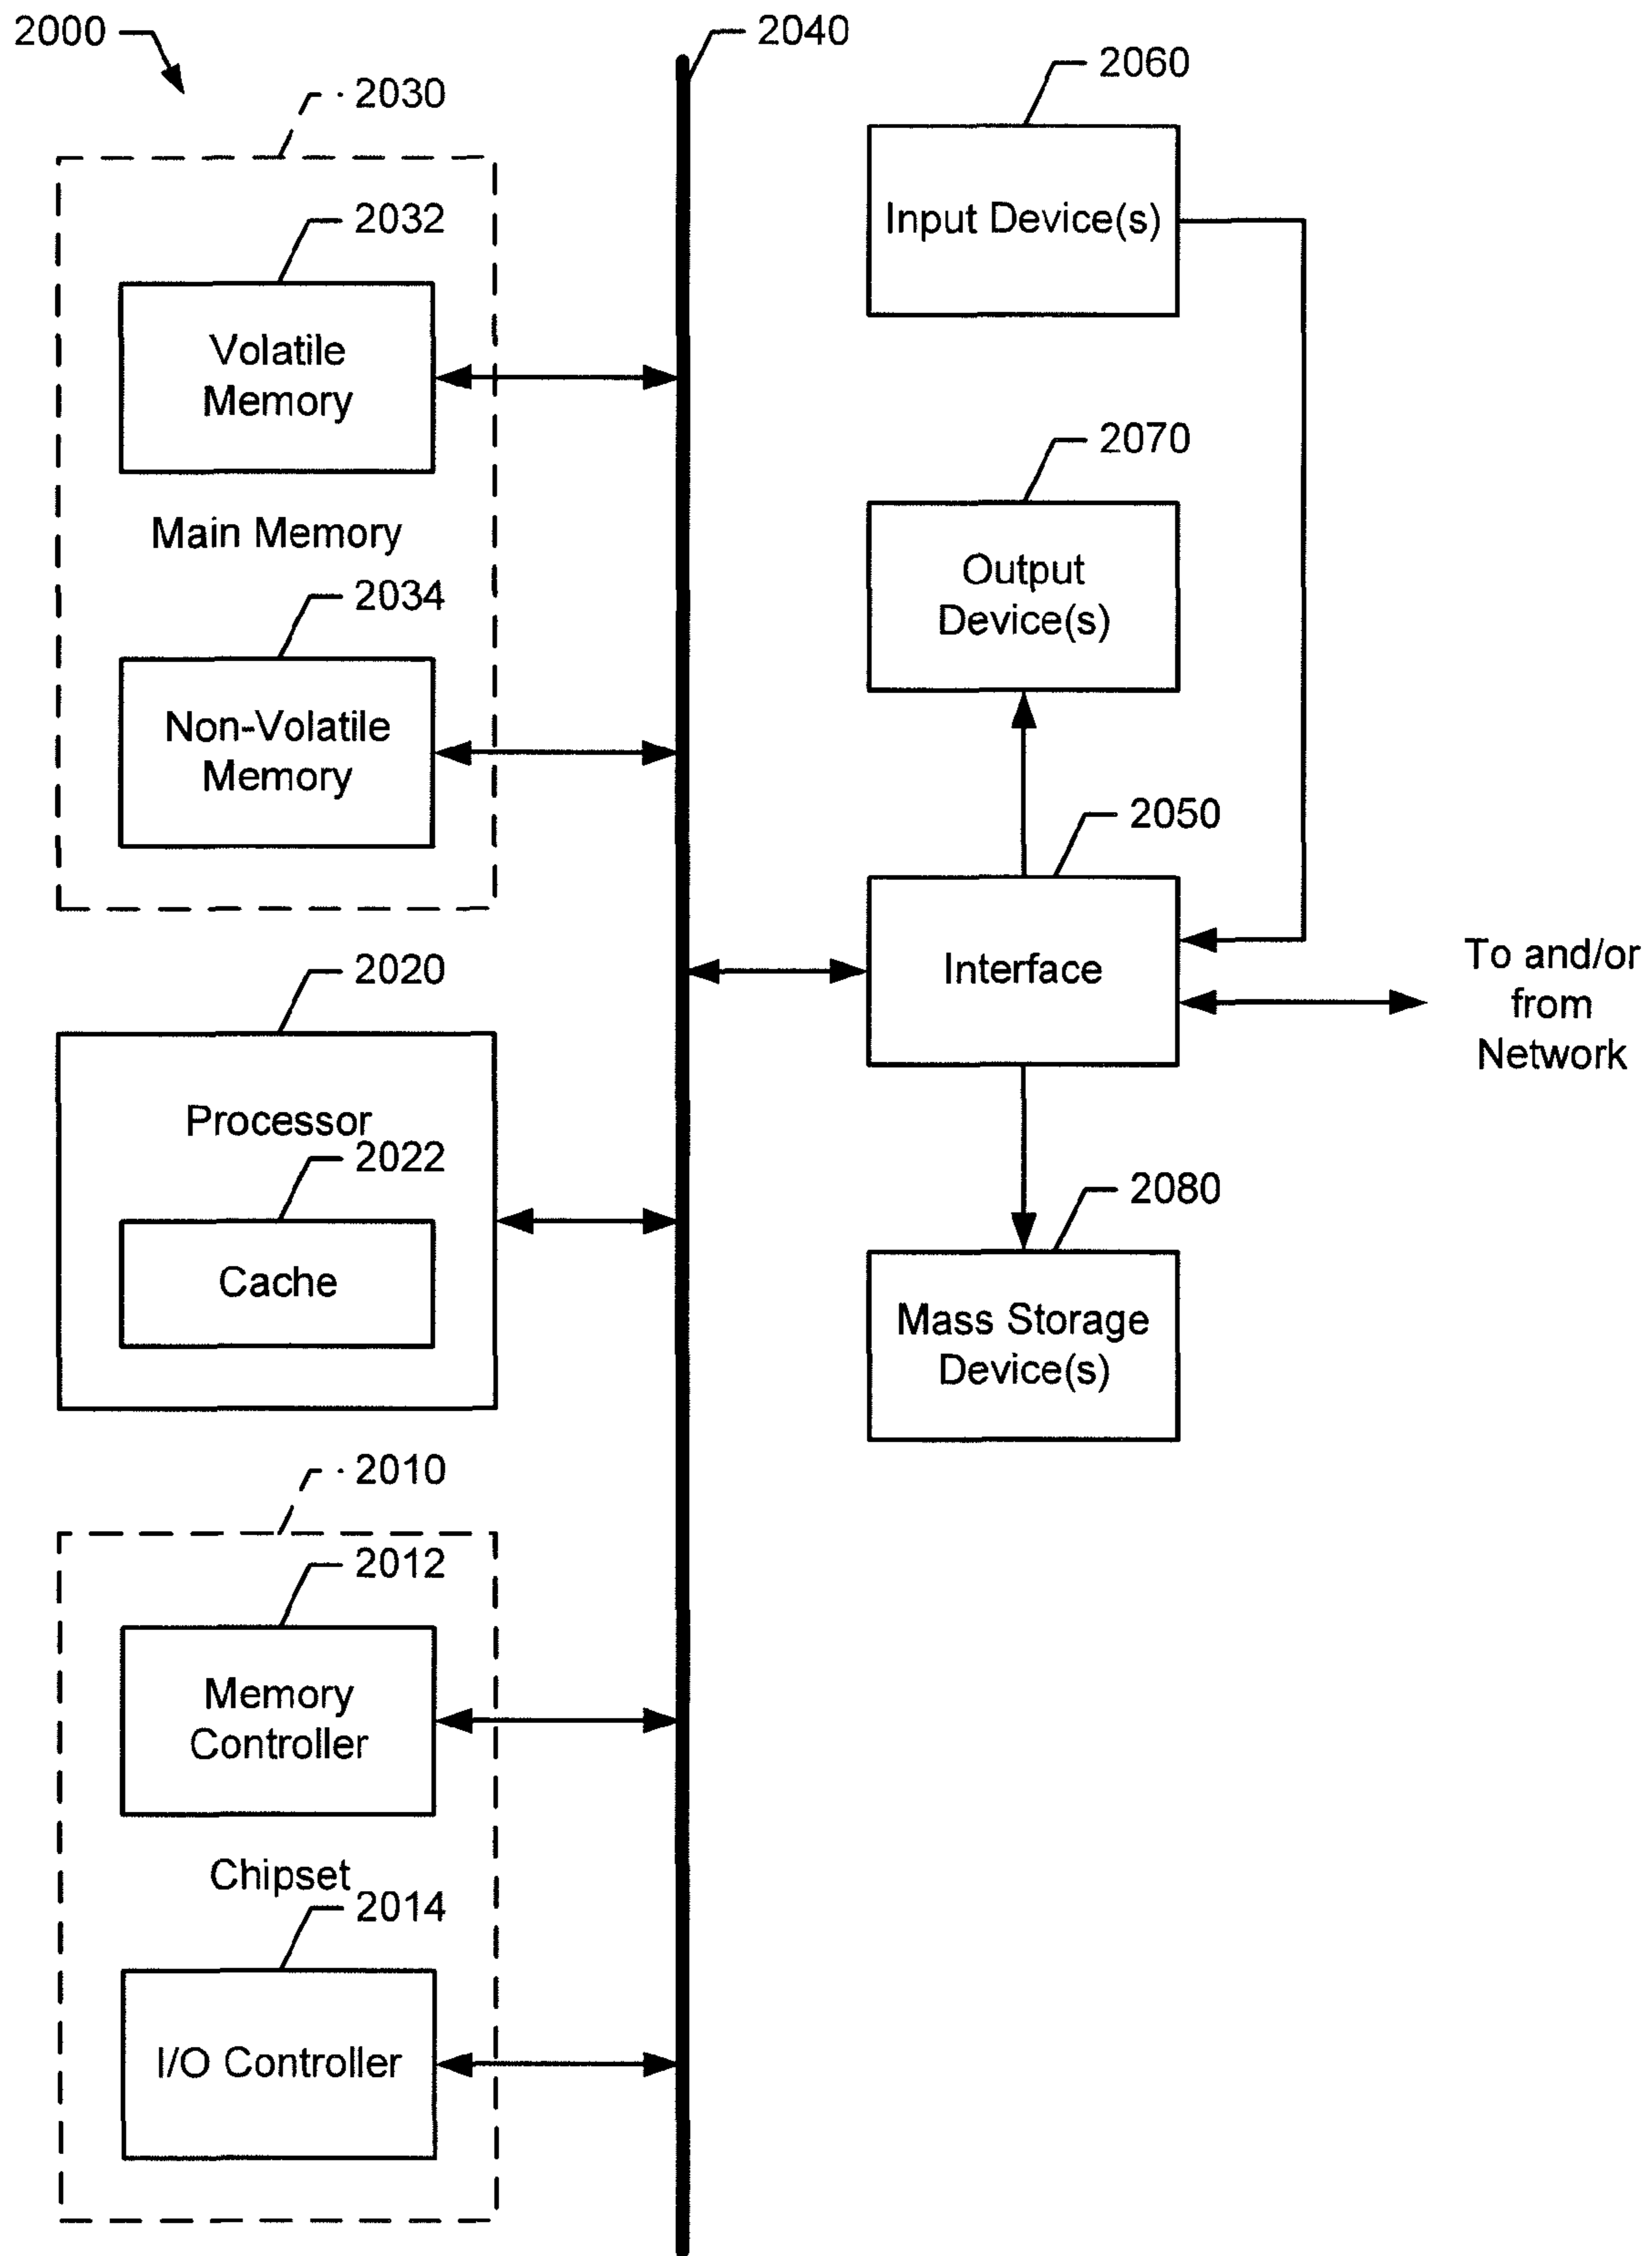 2000
2040
2060
2030
Input Device(s)
2032
Volatile
Memory
2070
Main Memory
Output
Device(s)
2034
Non-Volatile
Memory
2050
Interface
To and/or
from
Network
2020
Processor
2022
Cache
2080
Mass Storage
Device(s)
2010
2012
Memory
Controller
Chipset
2014
I/O Controller